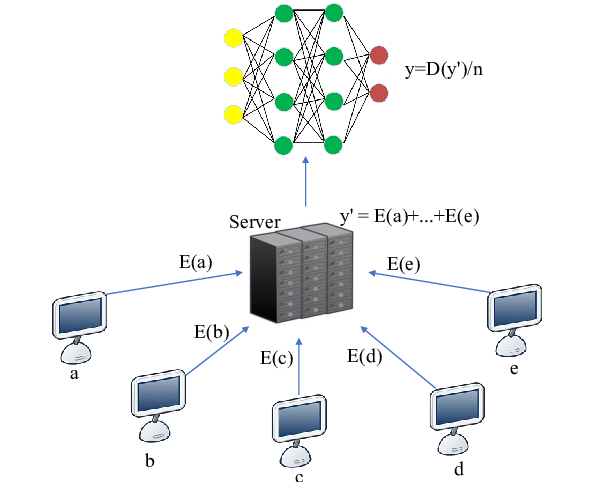 y=D(y')/n
Server
y' = E(a)+...+E(e)
E(a)
E(e)
E(b)
E(c)
E(d)
a
e
b
c
d